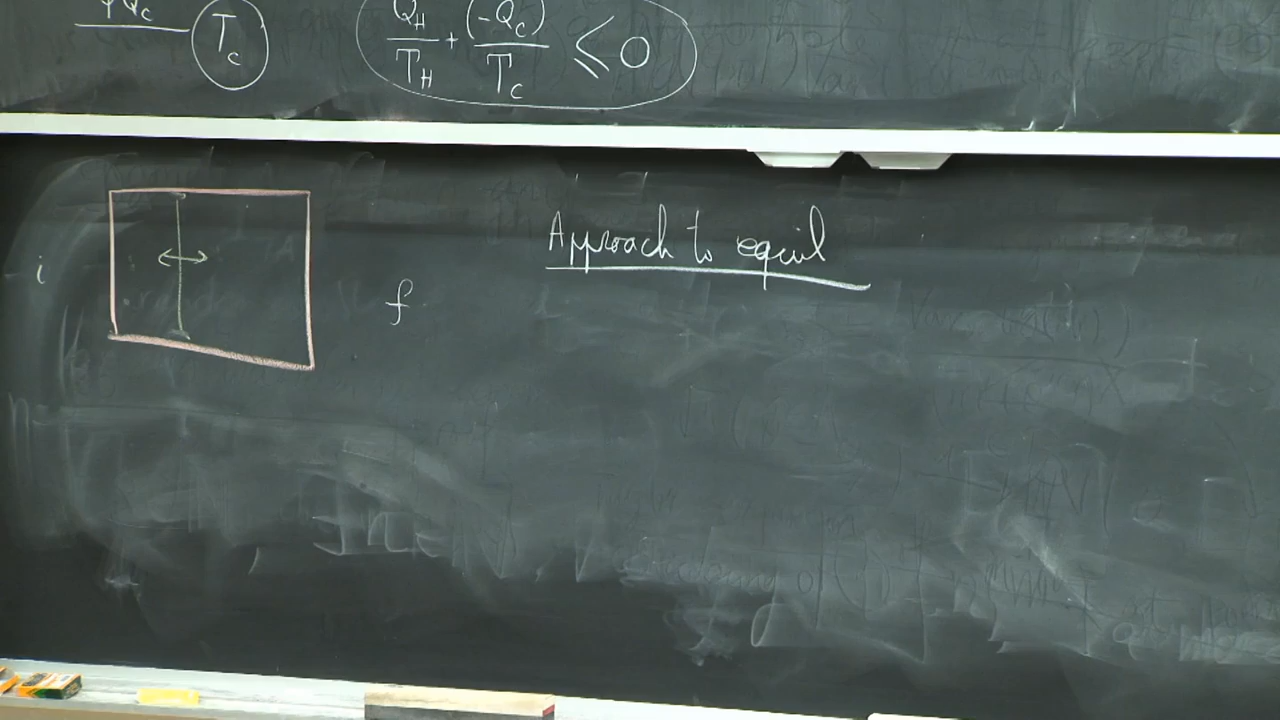 Q_C T_C
Q_H/T_H + (-Q_C)/T_C ≤ 0
Approach to equil
i
f